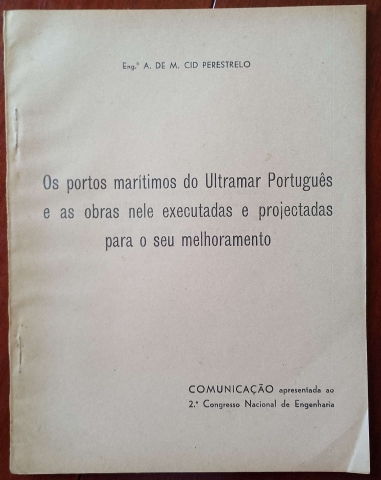 Eng.º A. DE M. CID PERESTRELO
Os portos marítimos do Ultramar Português
e as obras nele executadas e projectadas
para o seu melhoramento
COMUNICAÇÃO apresentada ao
2.º Congresso Nacional de Engenharia